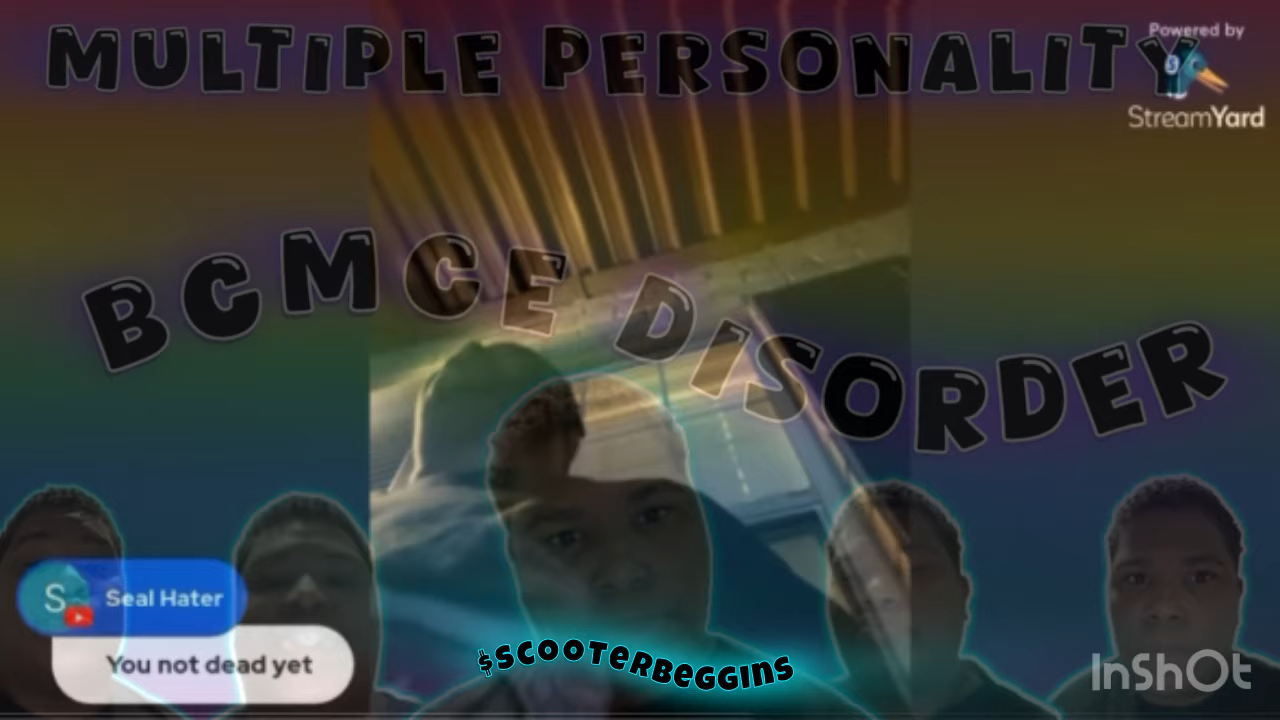 MULTIPLE PERSONALITY
Powered by
StreamYard
BCMCE DISORDER
S
Seal Hater
You not dead yet
$SCOOTERBEGGINS
InShOt